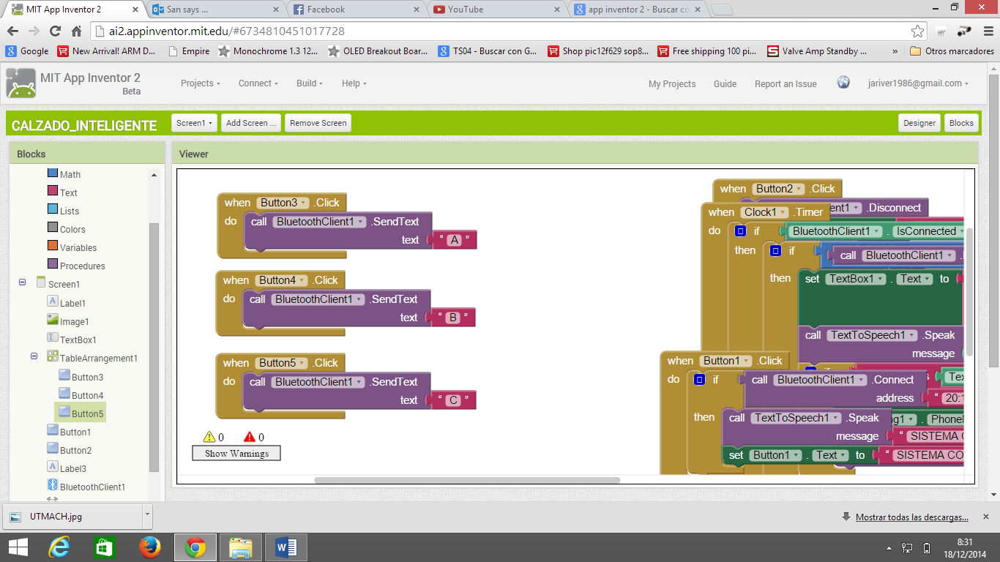 MIT App Inventor 2
San says ...
Facebook
YouTube
app inventor 2 - Buscar co
ai2.appinventor.mit.edu/#6734810451017728
Google
New Arrival! ARM D...
Empire
Monochrome 1.3 12...
OLED Breakout Boar...
TS04 - Buscar con G...
Shop pic12f629 sop8...
Free shipping 100 pi...
Valve Amp Standby ...
»
Otros marcadores
MIT App Inventor 2
Beta
Projects
Connect
Build
Help
My Projects
Guide
Report an Issue
jariver1986@gmail.com
CALZADO_INTELIGENTE
Screen1
Add Screen ...
Remove Screen
Designer
Blocks
Blocks
Math
Text
Lists
Colors
Variables
Procedures
Screen1
Label1
Image1
TextBox1
TableArrangement1
Button3
Button4
Button5
Button1
Button2
Label3
BluetoothClient1
Viewer
when Button3 .Click
do call BluetoothClient1 .SendText
text " A "
when Button4 .Click
do call BluetoothClient1 .SendText
text " B "
when Button5 .Click
do call BluetoothClient1 .SendText
text " C "
0 0
Show Warnings
when Button2 .Click
ent1 .Disconnect
when Clock1 .Timer
do if BluetoothClient1 . IsConnected
then if call BluetoothClient1
then set TextBox1 . Text to
call TextToSpeech1 .Speak
message
when Button1 .Click
do if call BluetoothClient1 .Connect
address " 20:1
then call TextToSpeech1 .Speak
message " SISTEMA CO
set Button1 . Text to " SISTEMA CO
if
s Tex
g1 . PhoneN
UTMACH.jpg
Mostrar todas las descargas...
8:31
18/12/2014